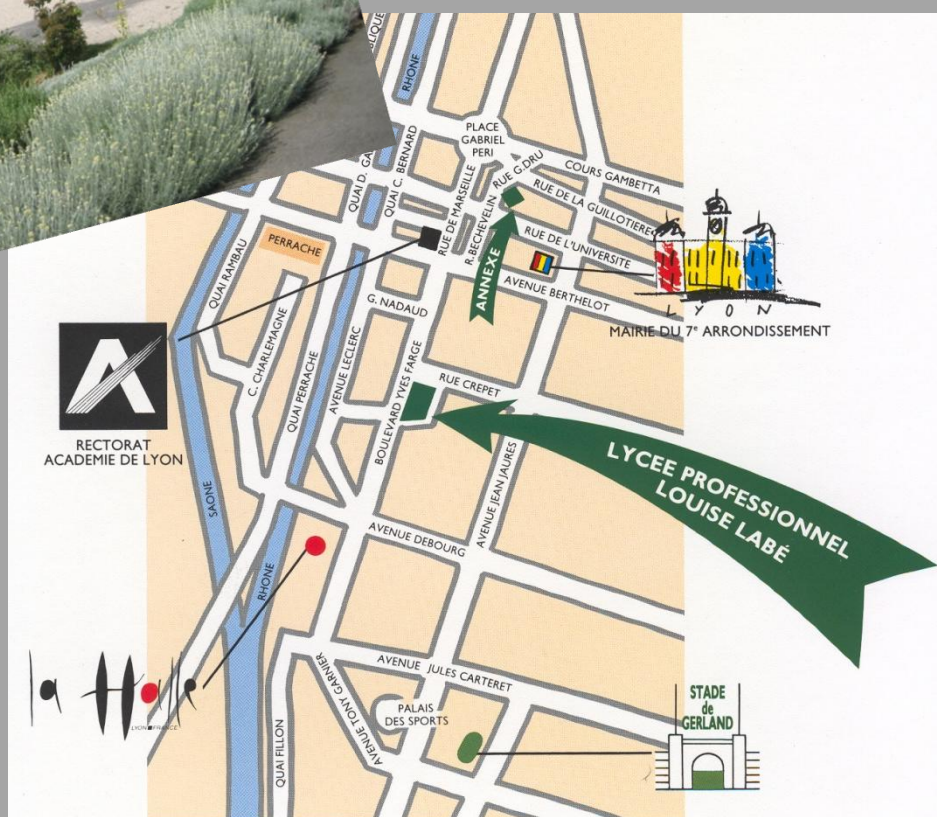 RHONE
PLACE
GABRIEL
PERI
COURS GAMBETTA
RUE G.DRU
RUE DE LA GUILLOTIERE
QUAI C. BERNARD
RUE DE MARSEILLE
R. BECHEVELIN
RUE DE L'UNIVERSITE
ANNEXE
AVENUE BERTHELOT
PERRACHE
QUAI RAMBAU
L Y O N
MAIRIE DU 7e ARRONDISSEMENT
G. NADAUD
C. CHARLEMAGNE
QUAI PERRACHE
AVENUE LECLERC
BOULEVARD YVES FARGE
RUE CREPET
RECTORAT
ACADEMIE DE LYON
LYCEE PROFESSIONNEL
LOUISE LABÉ
SAONE
AVENUE JEAN JAURES
AVENUE DEBOURG
RHONE
la Halle
LYON FRANCE
AVENUE JULES CARTERET
AVENUE TONY GARNIER
PALAIS
DES SPORTS
QUAI FILLON
STADE
de
GERLAND